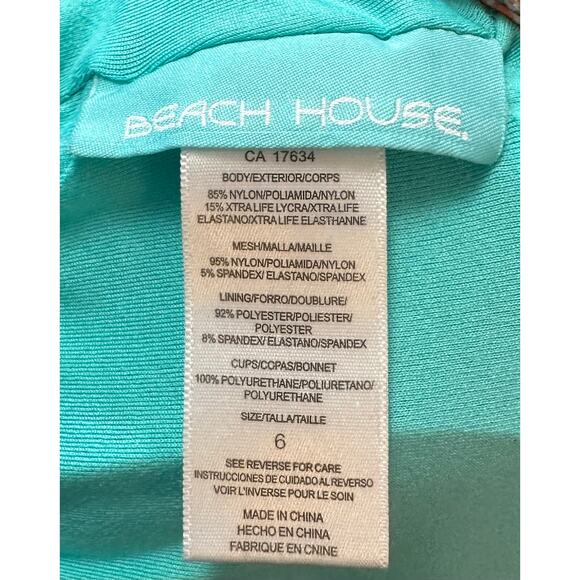 BEACH HOUSE.
CA 17634
BODY/EXTERIOR/CORPS
85% NYLON/POLIAMIDA/NYLON
15% XTRA LIFE LYCRA/XTRA LIFE
ELASTANO/XTRA LIFE ELASTHANNE
MESH/MALLA/MAILLE
95% NYLON/POLIAMIDA/NYLON
5% SPANDEX/ ELASTANO/SPANDEX
LINING/FORRO/DOUBLURE/
92% POLYESTER/POLIESTER/
POLYESTER
8% SPANDEX/ ELASTANO/SPANDEX
CUPS/COPAS/BONNET
100% POLYURETHANE/POLIURETANO/
POLYURETHANE
SIZE/TALLA/TAILLE
6
SEE REVERSE FOR CARE
INSTRUCCIONES DE CUIDADO AL REVERSO
VOIR L'INVERSE POUR LE SOIN
MADE IN CHINA
HECHO EN CHINA
FABRIQUE EN CNINE